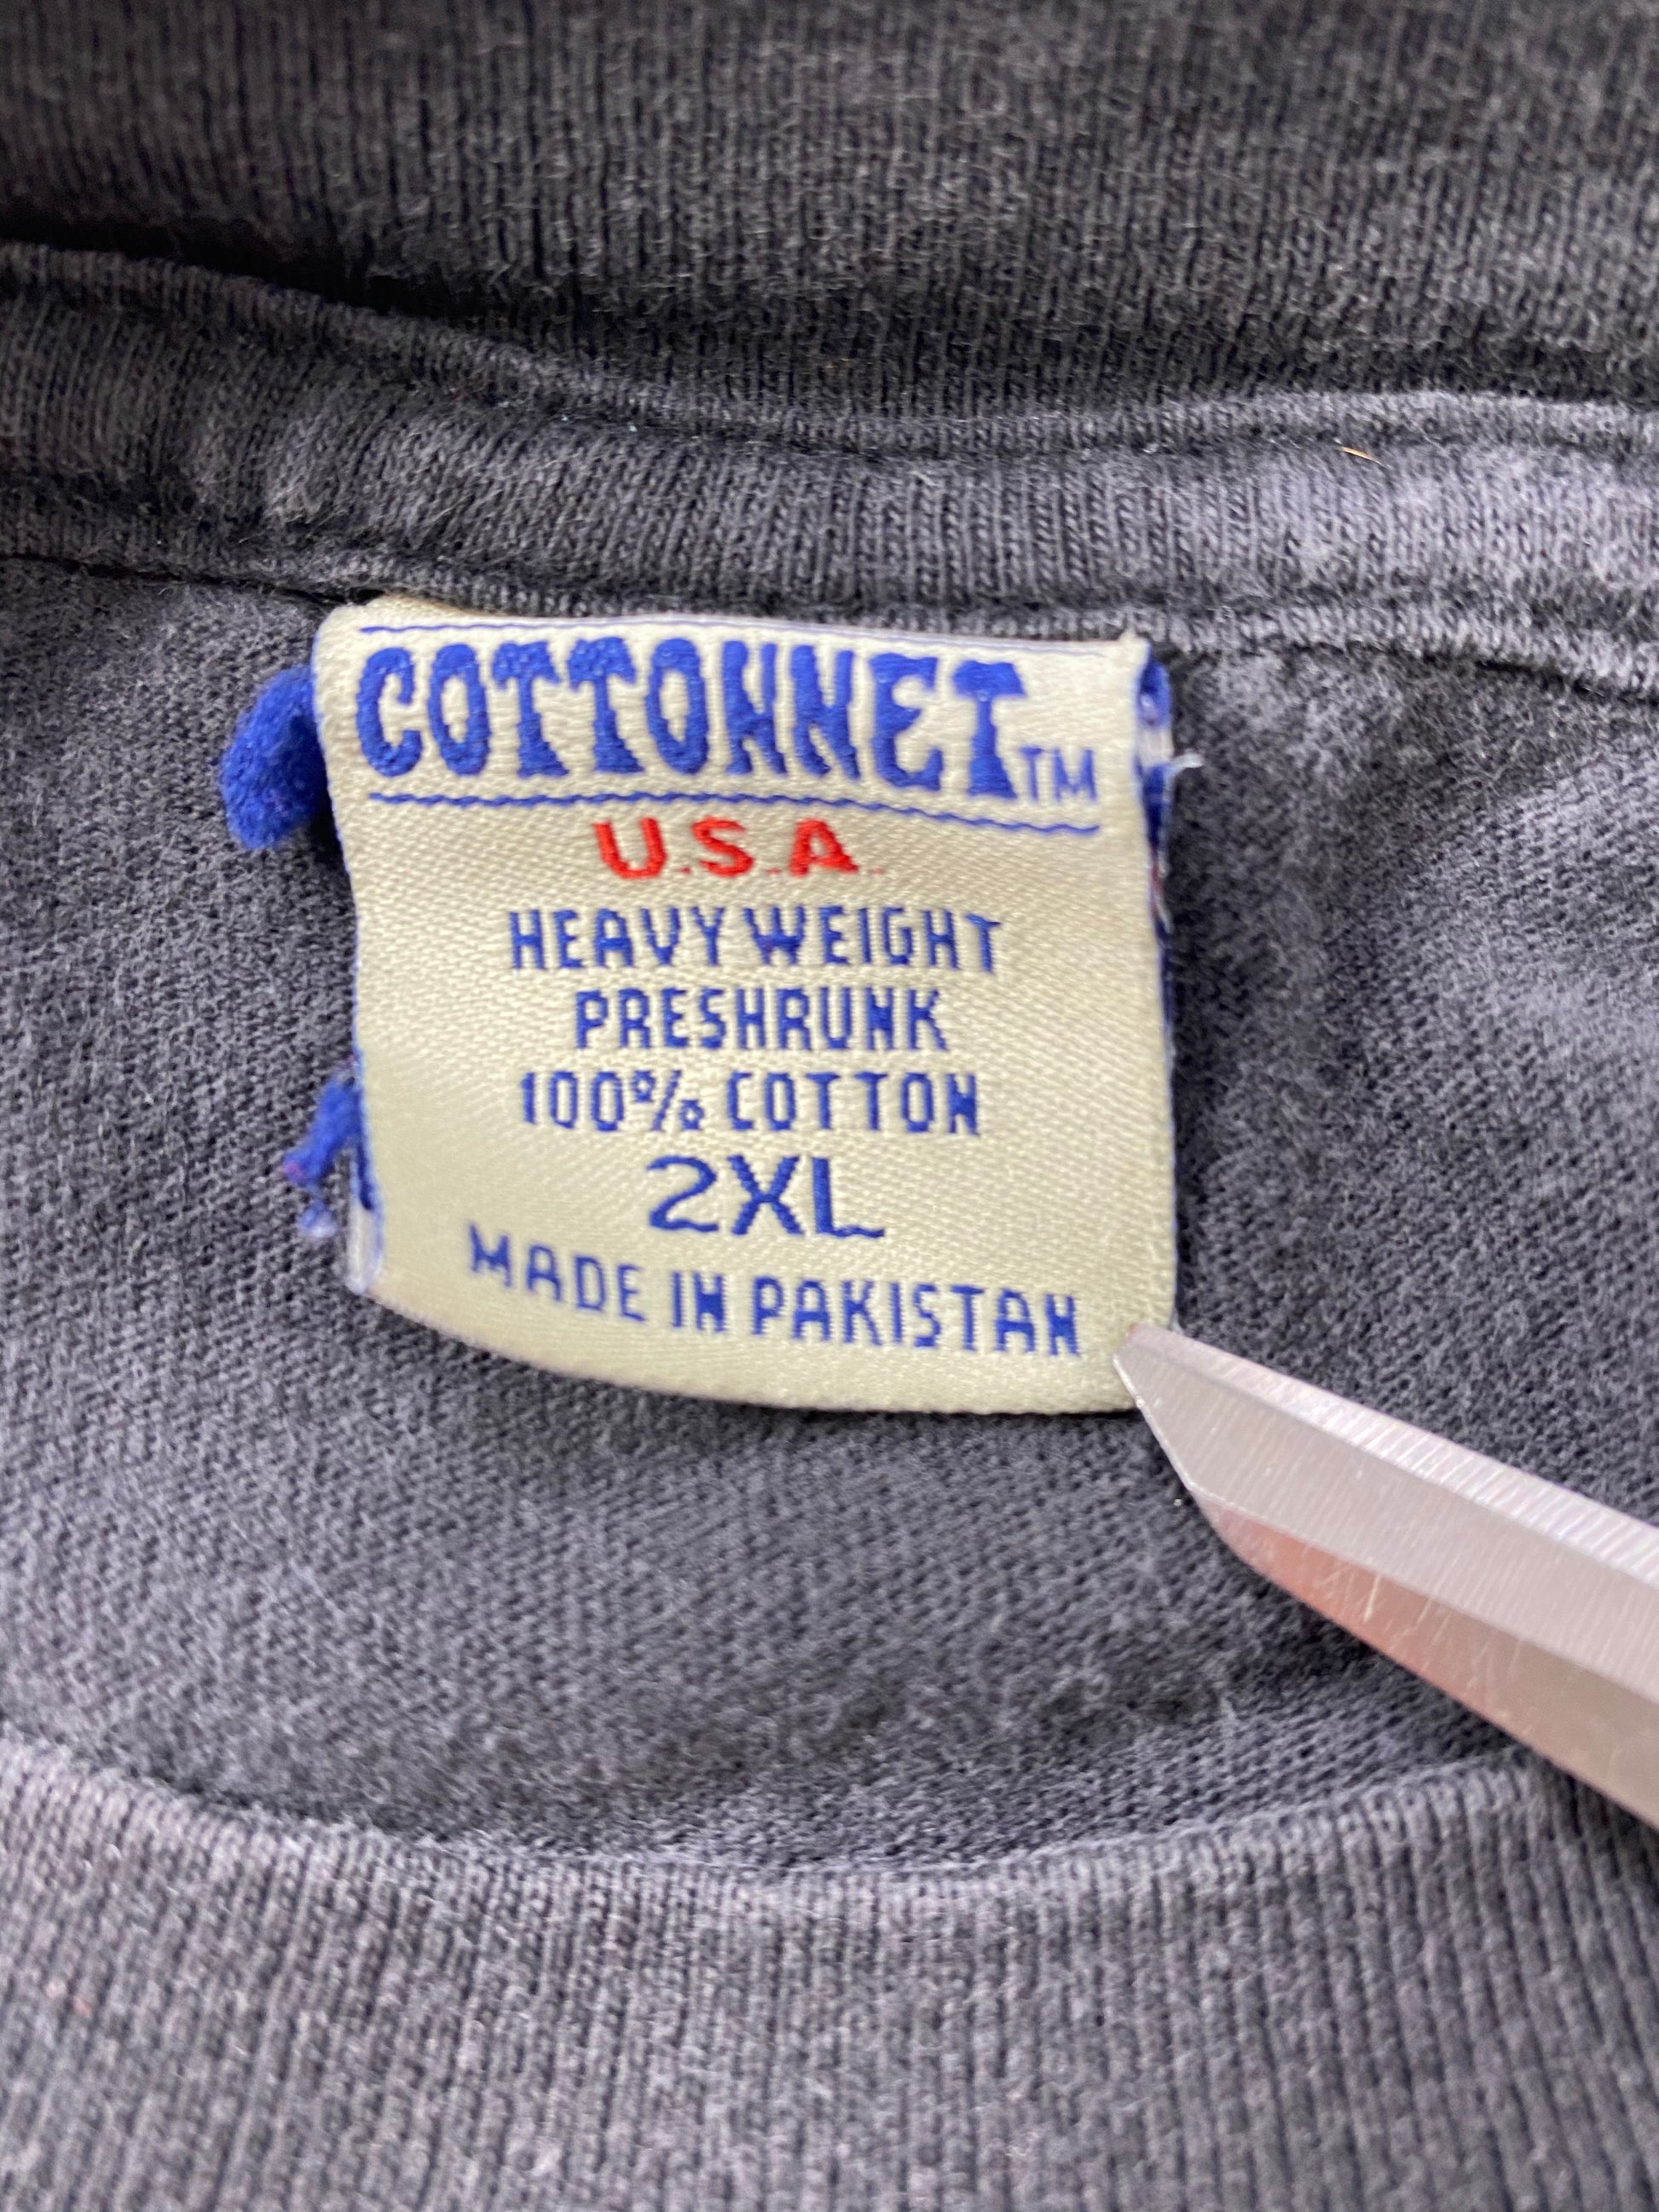 COTTONNET TM
U.S.A.
HEAVY WEIGHT
PRESHRUNK
100% COTTON
2XL
MADE IN PAKISTAN